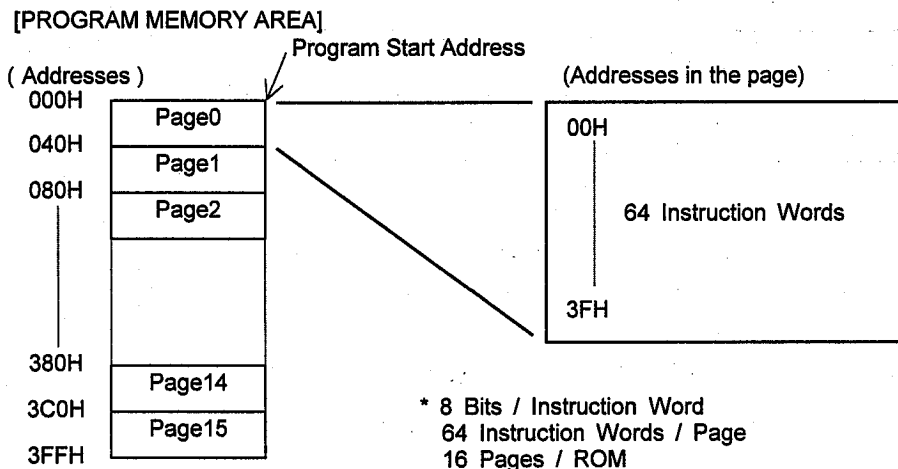 [PROGRAM MEMORY AREA]
Program Start Address
( Addresses )
(Addresses in the page)
000H
Page0
00H
040H
Page1
080H
Page2
64 Instruction Words
3FH
380H
Page14
3C0H
* 8 Bits / Instruction Word
Page15
64 Instruction Words / Page
3FFH
16 Pages / ROM